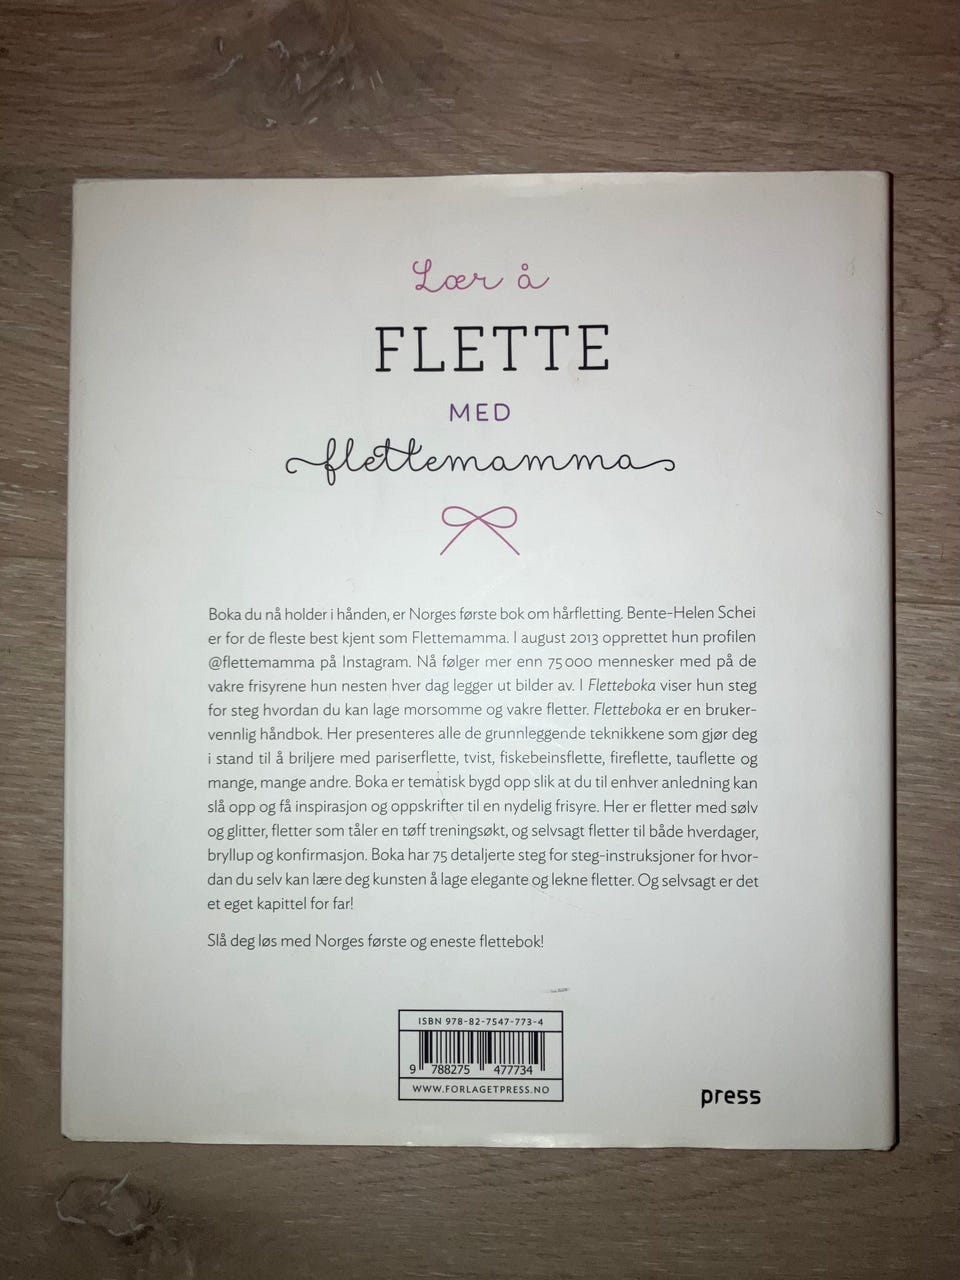 Lær å
FLETTE
MED
flettemamma
Boka du nå holder i hånden, er Norges første bok om hårfletting. Bente-Helen Schei
er for de fleste best kjent som Flettemamma. I august 2013 opprettet hun profilen
@flettemamma på Instagram. Nå følger mer enn 75 000 mennesker med på de
vakre frisyrene hun nesten hver dag legger ut bilder av. I Fletteboka viser hun steg
for steg hvordan du kan lage morsomme og vakre fletter. Fletteboka er en bruker-
vennlig håndbok. Her presenteres alle de grunnleggende teknikkene som gjør deg
i stand til å briljere med pariserflette, tvist, fiskebeinsflette, fireflette, tauflette og
mange, mange andre. Boka er tematisk bygd opp slik at du til enhver anledning kan
slå opp og få inspirasjon og oppskrifter til en nydelig frisyre. Her er fletter med sølv
og glitter, fletter som tåler en tøff treningsøkt, og selvsagt fletter til både hverdager,
bryllup og konfirmasjon. Boka har 75 detaljerte steg for steg-instruksjoner for hvor-
dan du selv kan lære deg kunsten å lage elegante og lekne fletter. Og selvsagt er det
et eget kapittel for far!
Slå deg løs med Norges første og eneste flettebok!
ISBN 978-82-7547-773-4
9 788275 477734
WWW.FORLAGETPRESS.NO
press